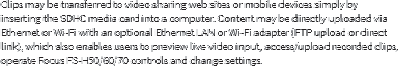 Clips may be transferred to video sharing web sites or mobile devices simply by
inserting the SDHC media card into a computer. Content may be directly uploaded via
Ethernet or Wi-Fi with an optional Ethernet LAN or Wi-Fi adapter (FTP upload or direct
link), which also enables users to preview live video input, access/upload recorded clips,
operate Focus FS-H50/60/70 controls and change settings.